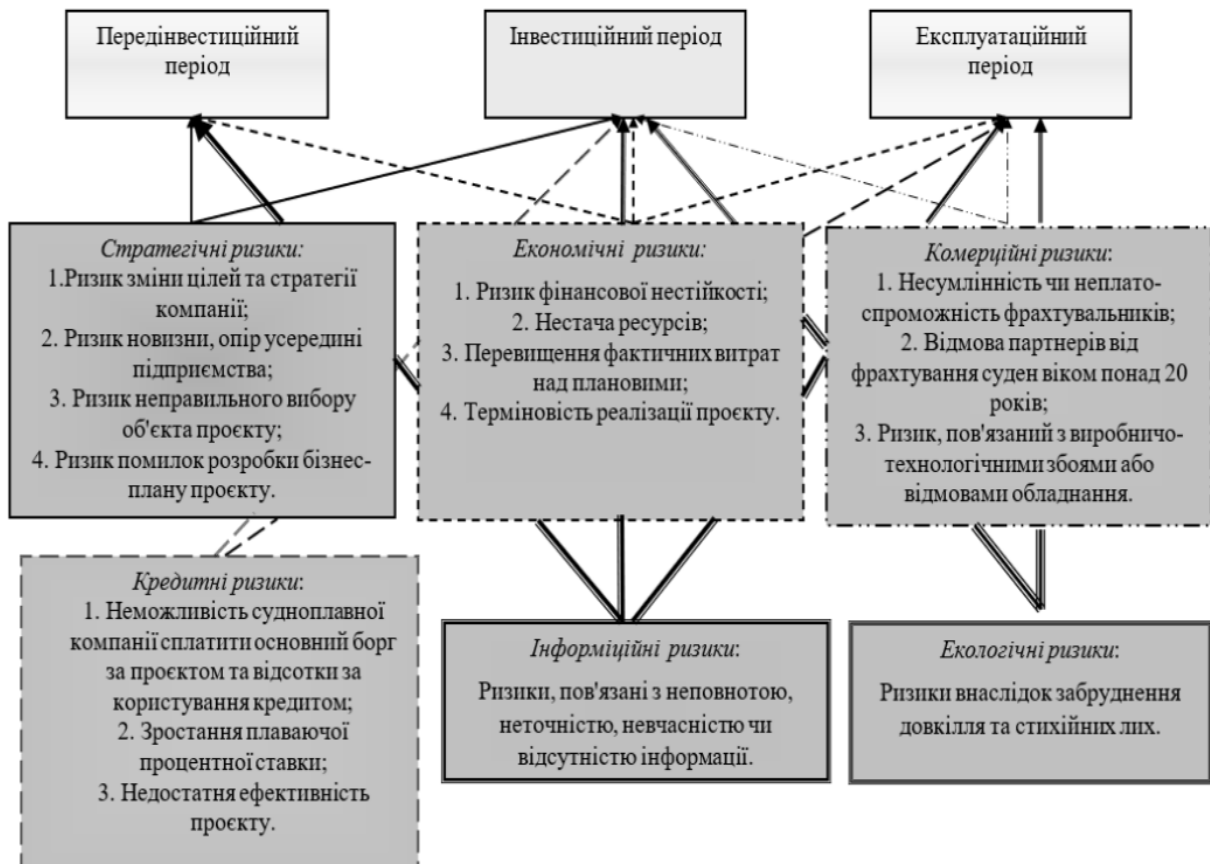 Передінвестиційний
період
Інвестиційний період
Експлуатаційний
період
Стратегічні ризики:
1.Ризик зміни цілей та стратегії
компанії;
2. Ризик новизни, опір усередині
підприємства;
3. Ризик неправильного вибору
об'єкта проєкту;
4. Ризик помилок розробки бізнес-
плану проєкту.
Економічні ризики:
1. Ризик фінансової нестійкості;
2. Нестача ресурсів;
3. Перевищення фактичних витрат
над плановими;
4. Терміновість реалізації проєкту.
Комерційні ризики:
1. Несумлінність чи неплато-
спроможність фрахтувальників;
2. Відмова партнерів від
фрахтування суден віком понад 20
років;
3. Ризик, пов'язаний з виробничо-
технологічними збоями або
відмовами обладнання.
Кредитні ризики:
1. Неможливість судноплавної
компанії сплатити основний борг
за проєктом та відсотки за
користування кредитом;
2. Зростання плаваючої
процентної ставки;
3. Недостатня ефективність
проєкту.
Інформіційні ризики:
Ризики, пов'язані з неповнотою,
неточністю, невчасністю чи
відсутністю інформації.
Екологічні ризики:
Ризики внаслідок забруднення
довкілля та стихійних лих.